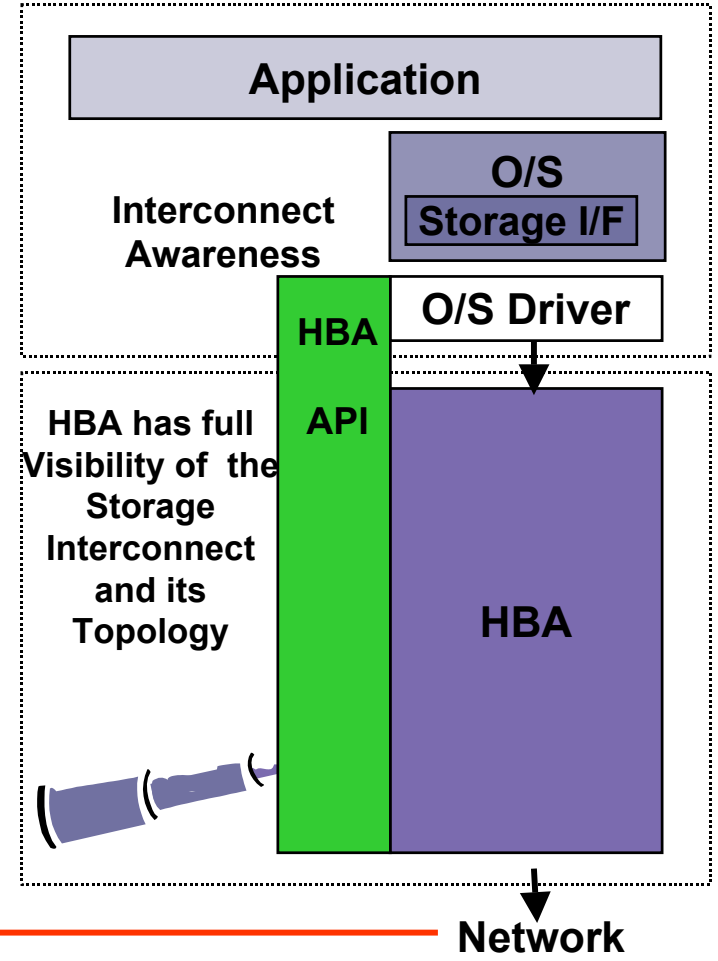 Application
O/S
Storage I/F
Interconnect
Awareness
O/S Driver
HBA
API
HBA has full
Visibility of the
Storage
Interconnect
and its
Topology
HBA
Network